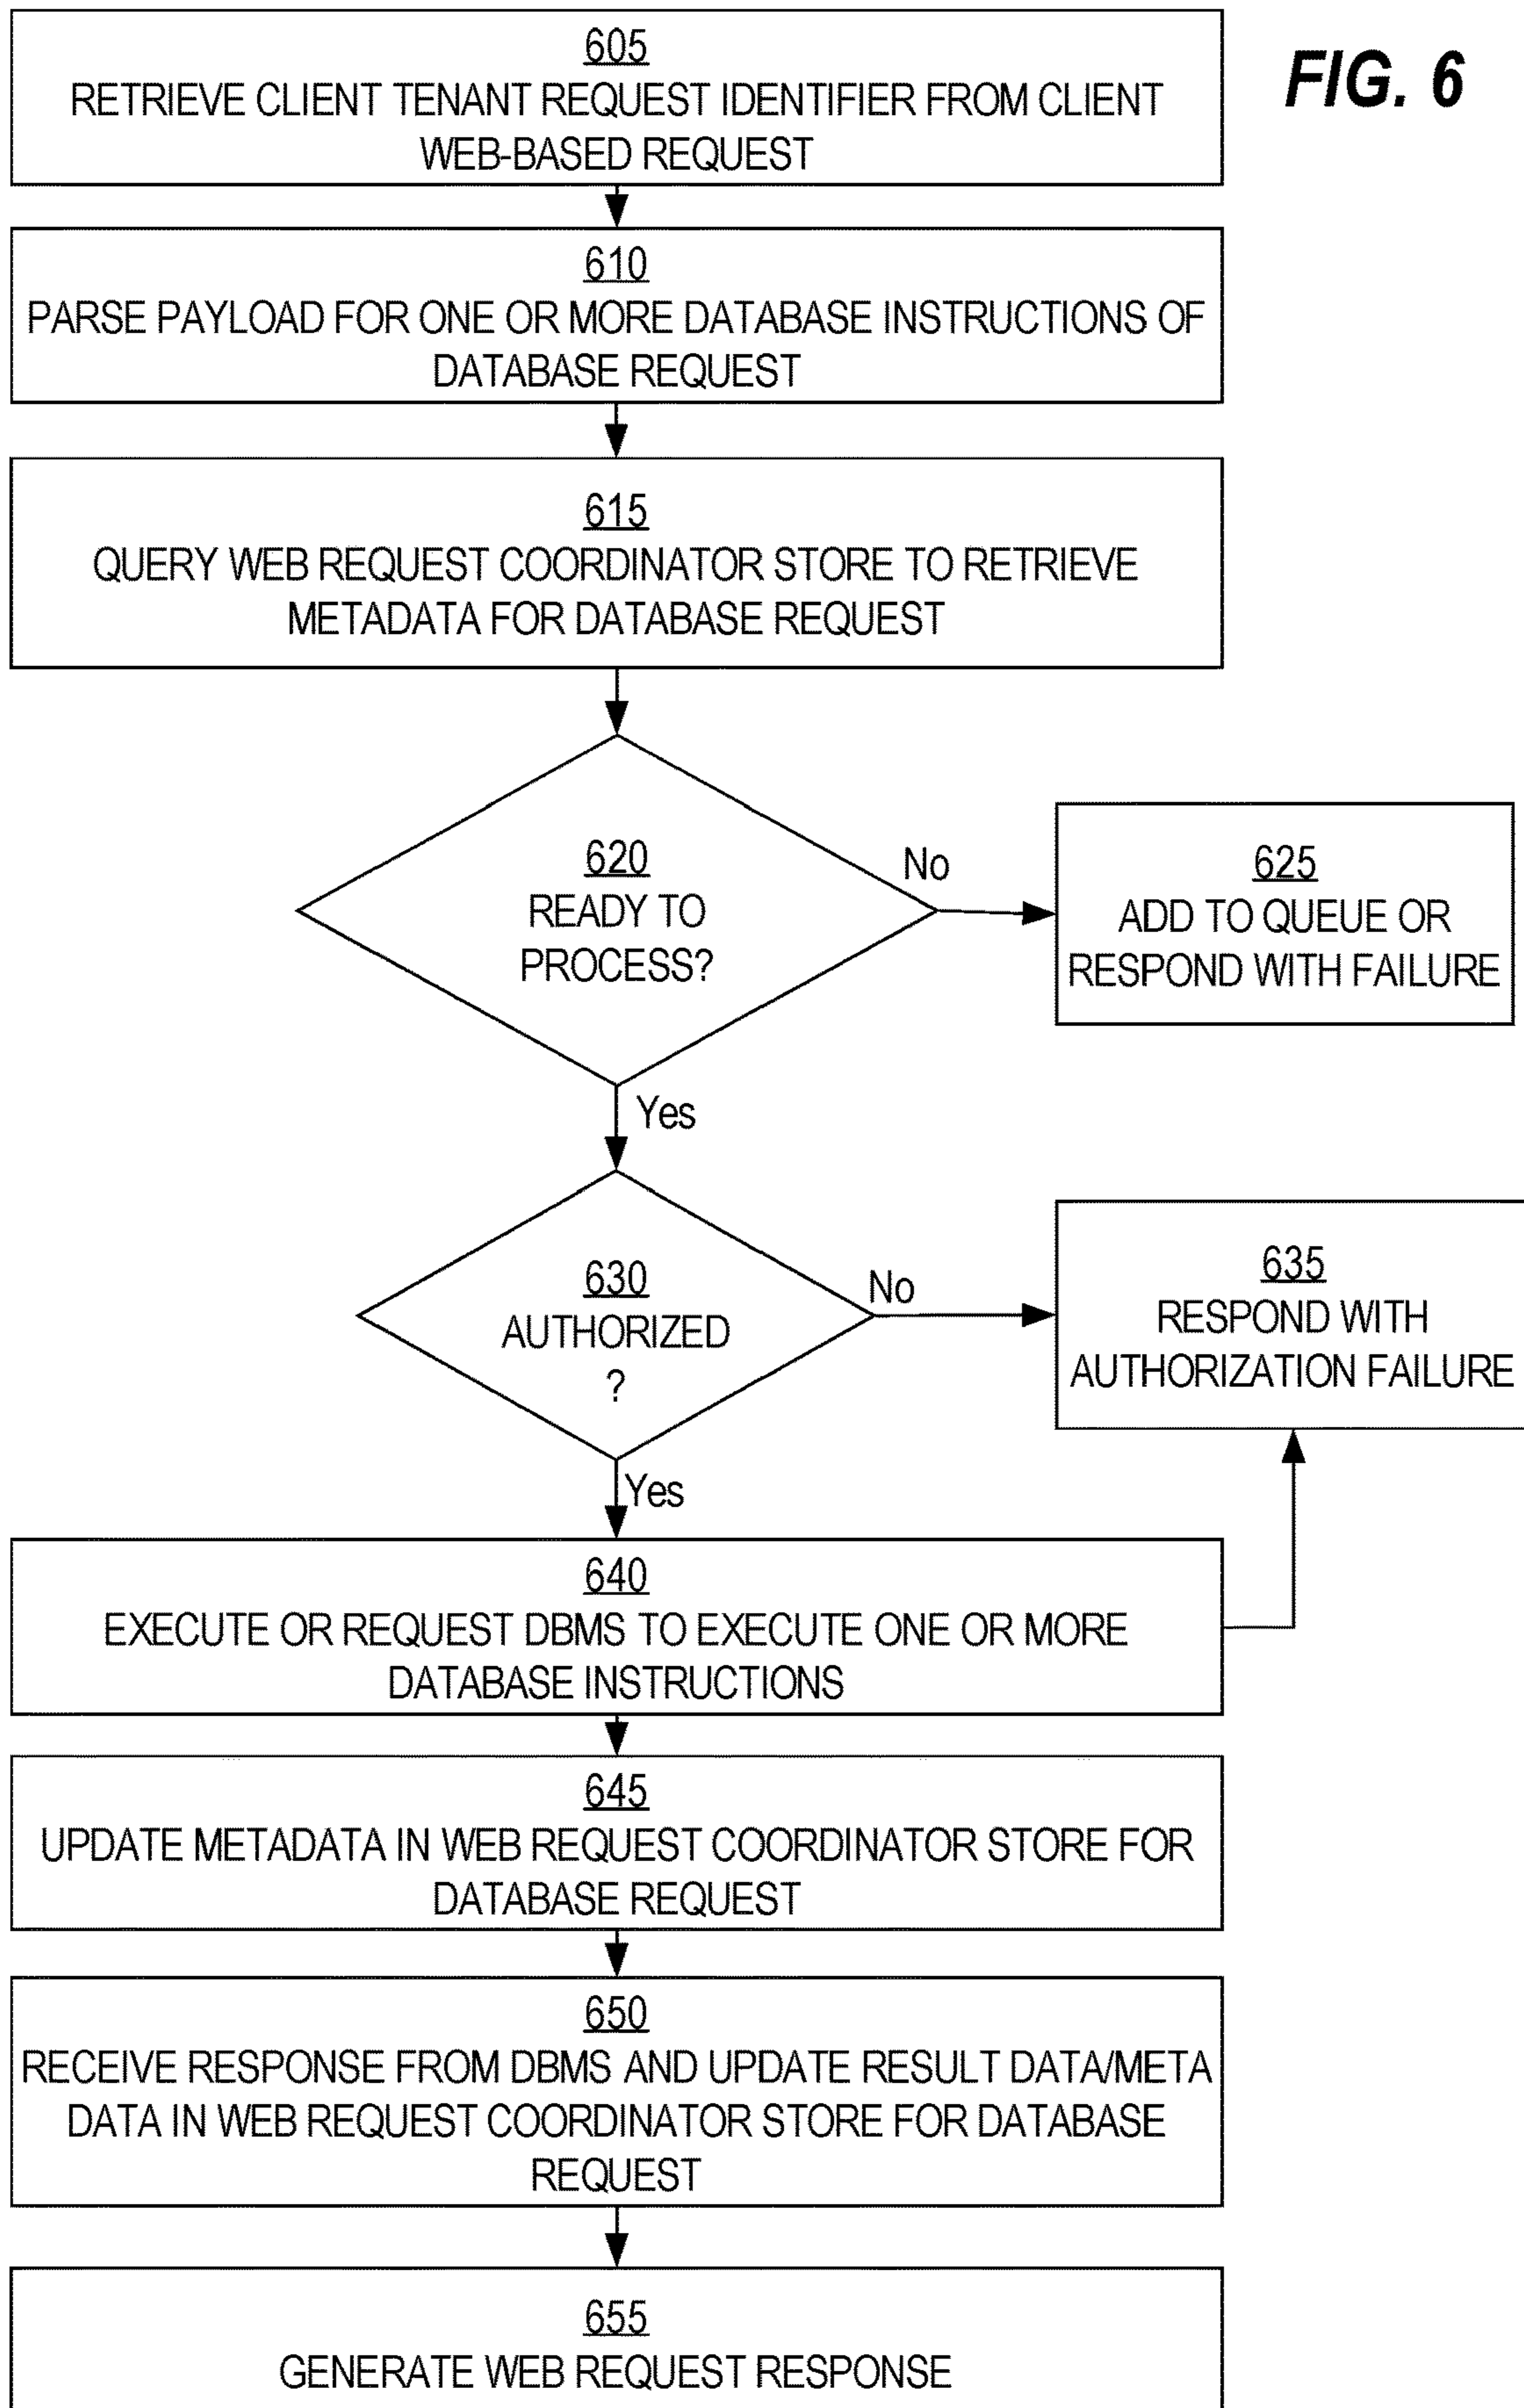 605
RETRIEVE CLIENT TENANT REQUEST IDENTIFIER FROM CLIENT
WEB-BASED REQUEST
FIG. 6
610
PARSE PAYLOAD FOR ONE OR MORE DATABASE INSTRUCTIONS OF
DATABASE REQUEST
615
QUERY WEB REQUEST COORDINATOR STORE TO RETRIEVE
METADATA FOR DATABASE REQUEST
620
READY TO
PROCESS?
No
625
ADD TO QUEUE OR
RESPOND WITH FAILURE
Yes
630
AUTHORIZED
?
No
635
RESPOND WITH
AUTHORIZATION FAILURE
Yes
640
EXECUTE OR REQUEST DBMS TO EXECUTE ONE OR MORE
DATABASE INSTRUCTIONS
645
UPDATE METADATA IN WEB REQUEST COORDINATOR STORE FOR
DATABASE REQUEST
650
RECEIVE RESPONSE FROM DBMS AND UPDATE RESULT DATA/META
DATA IN WEB REQUEST COORDINATOR STORE FOR DATABASE
REQUEST
655
GENERATE WEB REQUEST RESPONSE